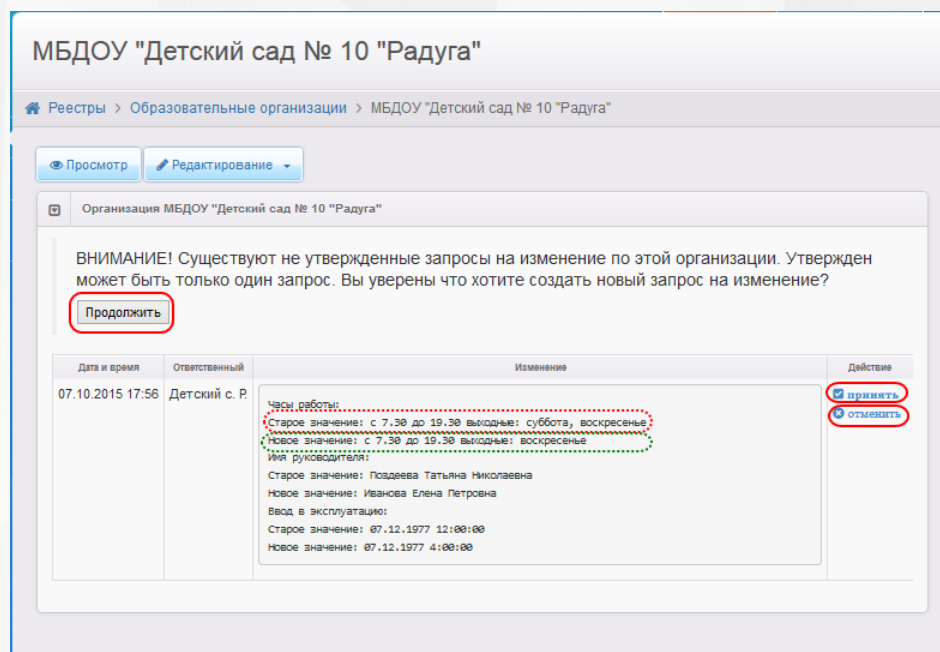 МБДОУ "Детский сад № 10 "Радуга"
Реестры > Образовательные организации > МБДОУ "Детский сад № 10 "Радуга"
Просмотр Редактирование
Организация МБДОУ "Детский сад № 10 "Радуга"
ВНИМАНИЕ! Существуют не утвержденные запросы на изменение по этой организации. Утвержден
может быть только один запрос. Вы уверены что хотите создать новый запрос на изменение?
Продолжить
Дата и время Ответственный Изменение Действие
07.10.2015 17:56 Детский с. Р. принять
отменить
Часы работы:
Старое значение: с 7.30 до 19.30 выходные: суббота, воскресенье
Новое значение: с 7.30 до 19.30 выходные: воскресенье
Имя руководителя:
Старое значение: Поздеева Татьяна Николаевна
Новое значение: Иванова Елена Петровна
Ввод в эксплуатацию:
Старое значение: 07.12.1977 12:00:00
Новое значение: 07.12.1977 4:00:00